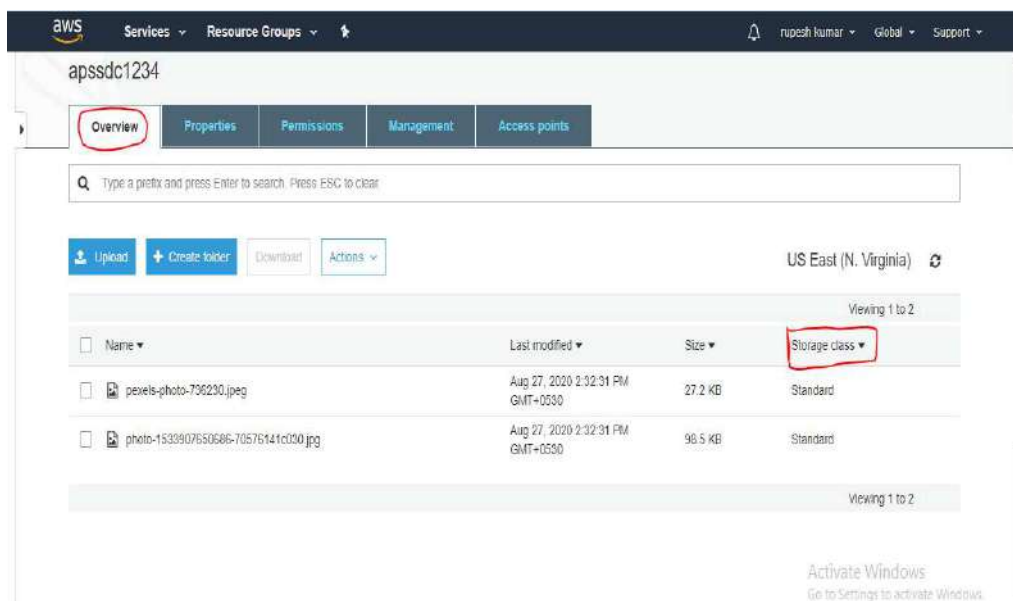 aws Services Resource Groups rupesh kumar Global Support
apssdc1234
Overview Properties Permissions Management Access points
Type a prefix and press Enter to search. Press ESC to clear.
Upload + Create folder Download Actions US East (N. Virginia)
Viewing 1 to 2
Name Last modified Size Storage class
pexels-photo-736230.jpeg Aug 27, 2020 2:32:31 PM GMT+0530 27.2 KB Standard
photo-1533907650686-70576141c030.jpg Aug 27, 2020 2:32:31 PM GMT+0530 98.5 KB Standard
Viewing 1 to 2
Activate Windows
Go to Settings to activate Windows.